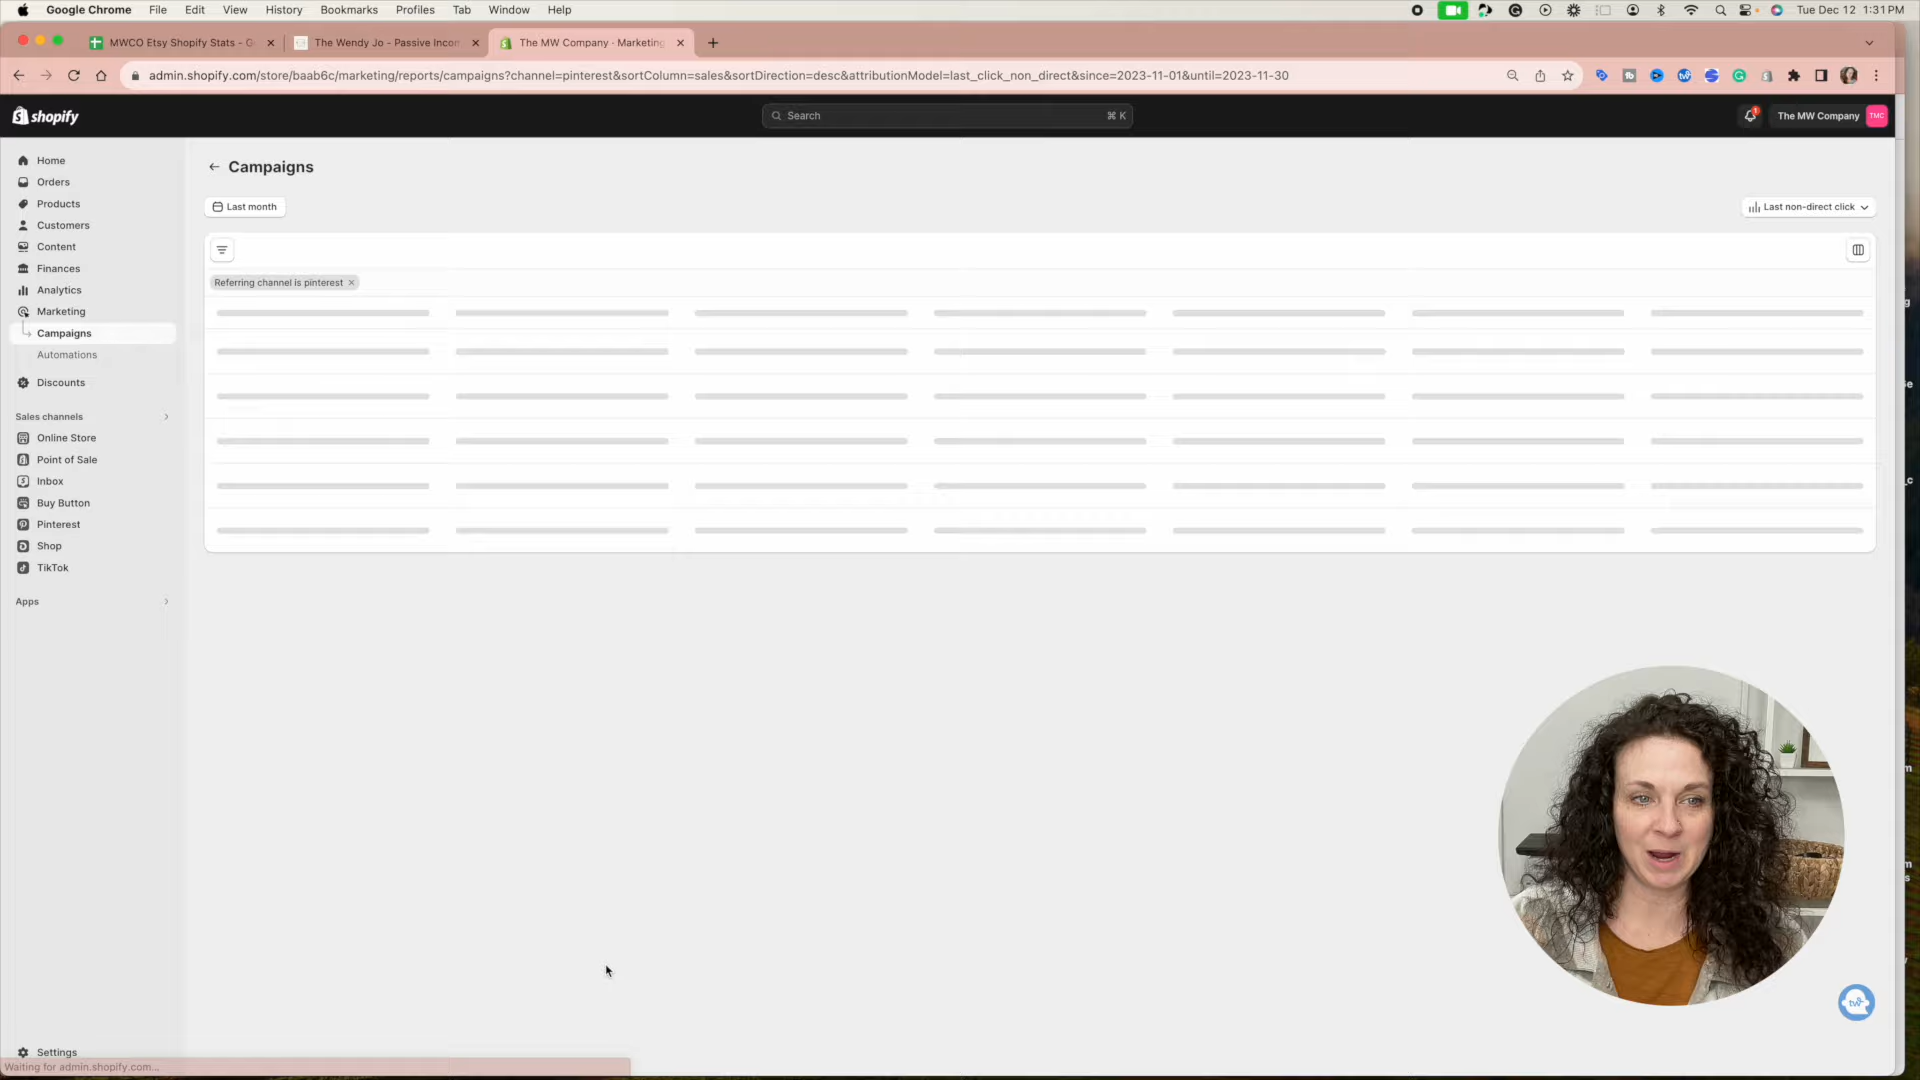 Google Chrome File Edit View History Bookmarks Profiles Tab Window Help Tue Dec 12 1:31 PM
MWCO Etsy Shopify Stats - G The Wendy Jo - Passive Incom The MW Company · Marketing
admin.shopify.com/store/baab6c/marketing/reports/campaigns?channel=pinterest&sortColumn=sales&sortDirection=desc&attributionModel=last_click_non_direct&since=2023-11-01&until=2023-11-30
shopify Search ⌘ K The MW Company TMC
Home
Orders
Products
Customers
Content
Finances
Analytics
Marketing
Campaigns
Automations
Discounts
Sales channels
Online Store
Point of Sale
Inbox
Buy Button
Pinterest
Shop
TikTok
Apps
Settings
Campaigns
Last month Last non-direct click
Referring channel is pinterest
Waiting for admin.shopify.com...